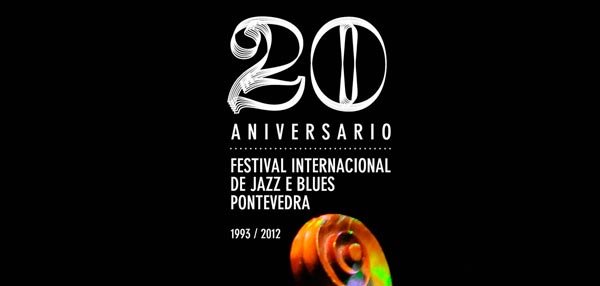 20
ANIVERSARIO
FESTIVAL INTERNACIONAL
DE JAZZ E BLUES
PONTEVEDRA
1993 / 2012